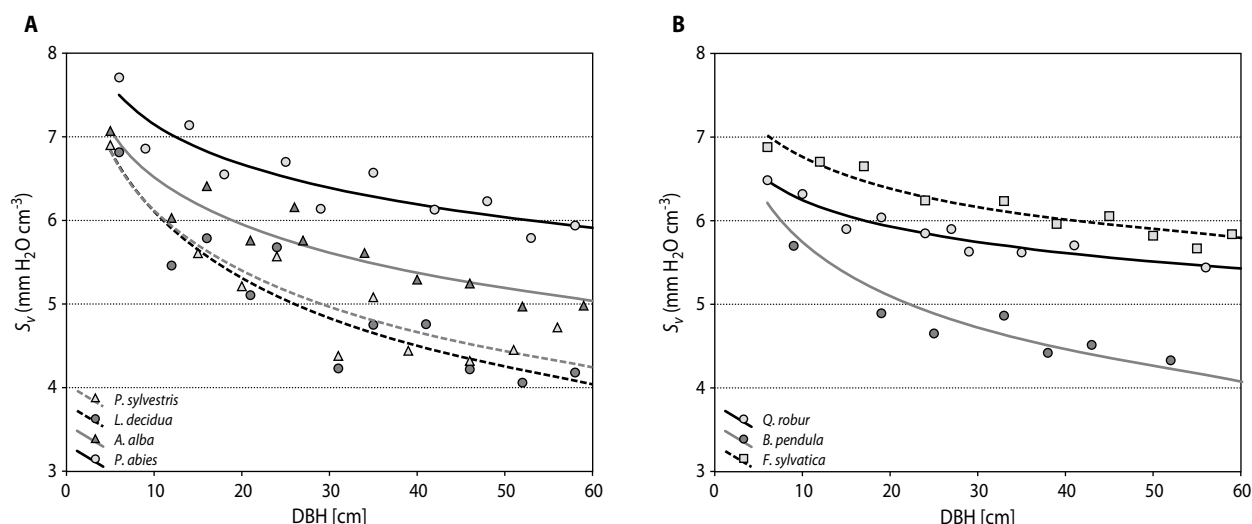 A
8
7
6
5
4
3
Sᵥ (mm H₂O cm⁻³)
P. sylvestris
L. decidua
A. alba
P. abies
0 10 20 30 40 50 60
DBH [cm]
B
8
7
6
5
4
3
Sᵥ (mm H₂O cm⁻³)
Q. robur
B. pendula
F. sylvatica
0 10 20 30 40 50 60
DBH [cm]